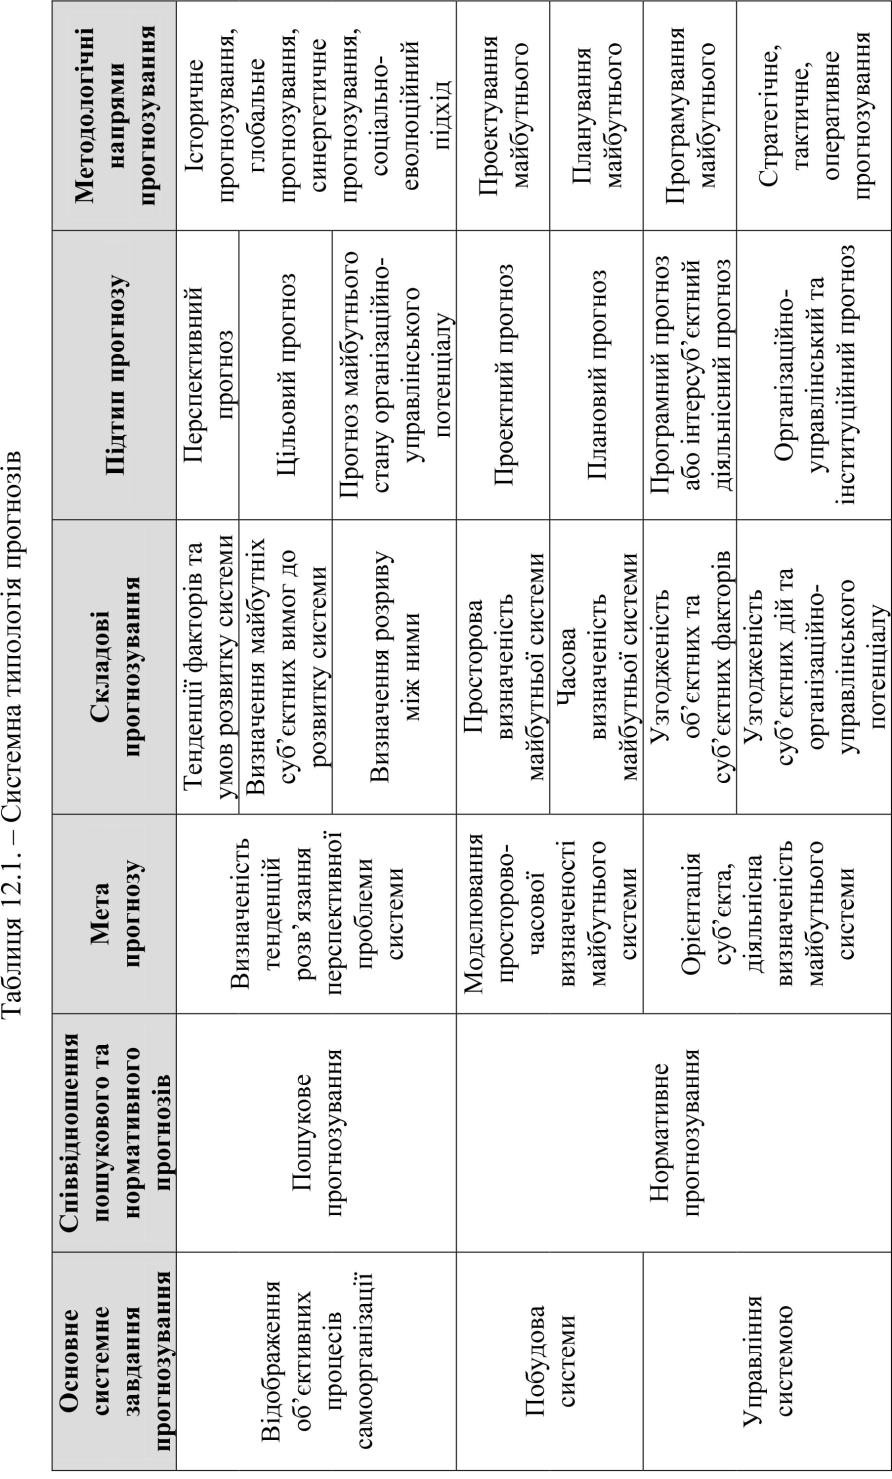 Таблиця 12.1. – Системна типологія прогнозів
Основне
системне
завдання
прогнозування
Співвідношення
пошукового та
нормативного
прогнозів
Мета
прогнозу
Складові
прогнозування
Підтип прогнозу
Методологічні
напрями
прогнозування
Відображення
об’єктивних
процесів
самоорганізації
Пошукове
прогнозування
Визначеність
тенденцій
розв’язання
перспективної
проблеми
системи
Тенденції факторів та
умов розвитку системи
Перспективний
прогноз
Історичне
прогнозування,
глобальне
прогнозування,
синергетичне
прогнозування,
соціально-
еволюційний
підхід
Визначення майбутніх
суб’єктних вимог до
розвитку системи
Цільовий прогноз
Визначення розриву
між ними
Прогноз майбутнього
стану організаційно-
управлінського
потенціалу
Побудова
системи
Нормативне
прогнозування
Моделювання
просторово-
часової
визначеності
майбутнього
системи
Просторова
визначеність
майбутньої системи
Проектний прогноз
Проектування
майбутнього
Часова
визначеність
майбутньої системи
Плановий прогноз
Планування
майбутнього
Управління
системою
Орієнтація
суб’єкта,
діяльнісна
визначеність
майбутнього
системи
Узгодженість
об’єктних та
суб’єктних факторів
Програмний прогноз
або інтерсуб’єктний
діяльнісний прогноз
Програмування
майбутнього
Узгодженість
суб’єктних дій та
організаційно-
управлінського
потенціалу
Організаційно-
управлінський та
інституційний прогноз
Стратегічне,
тактичне,
оперативне
прогнозування